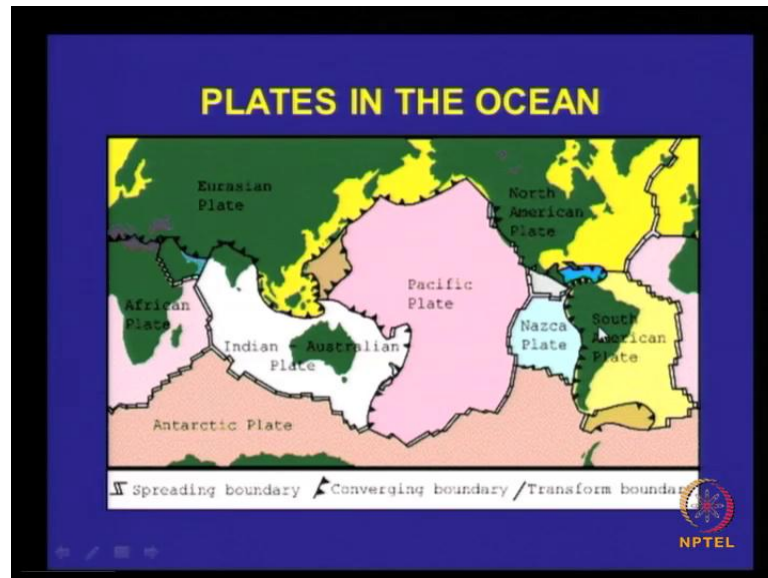 PLATES IN THE OCEAN
Eurasian
Plate
North
American
Plate
African
Plate
Pacific
Plate
Indian - Australian
Plate
Nazca
Plate
South
American
Plate
Antarctic Plate
Spreading boundary Converging boundary Transform boundar
NPTEL